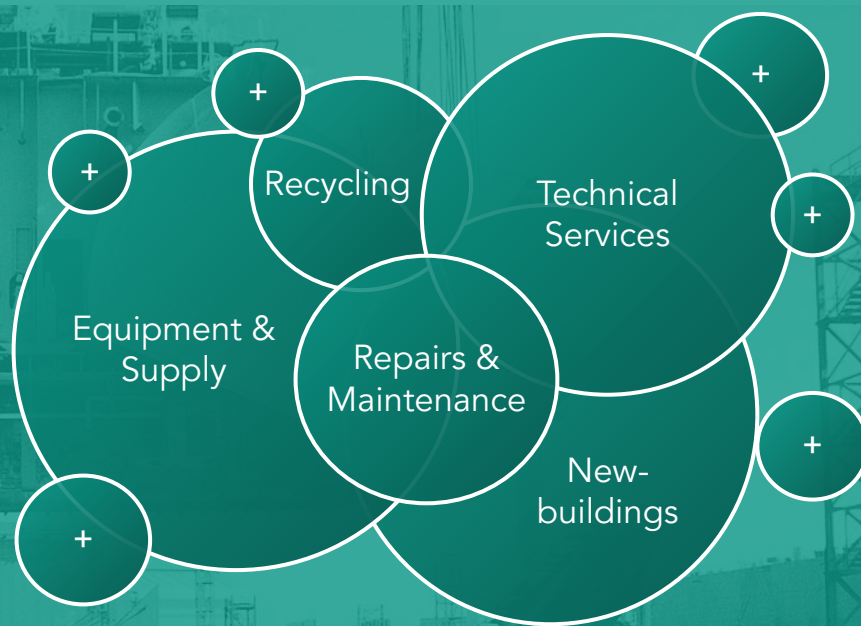 +
+
+
Recycling
Technical
Services
+
Equipment &
Supply
Repairs &
Maintenance
+
New-
buildings
+